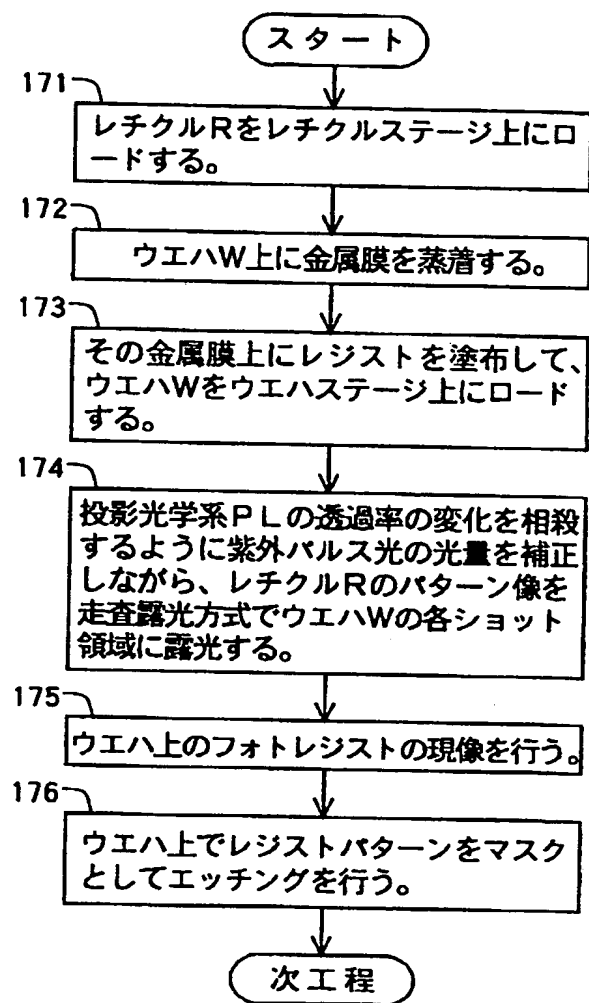 スタート
171
レチクルRをレチクルステージ上にロ
ードする。
172
ウエハW上に金属膜を蒸着する。
173
その金属膜上にレジストを塗布して、
ウエハWをウエハステージ上にロード
する。
174
投影光学系PLの透過率の変化を相殺
するように紫外パルス光の光量を補正
しながら、レチクルRのパターン像を
走査露光方式でウエハWの各ショット
領域に露光する。
175
ウエハ上のフォトレジストの現像を行う。
176
ウエハ上でレジストパターンをマスク
としてエッチングを行う。
次工程